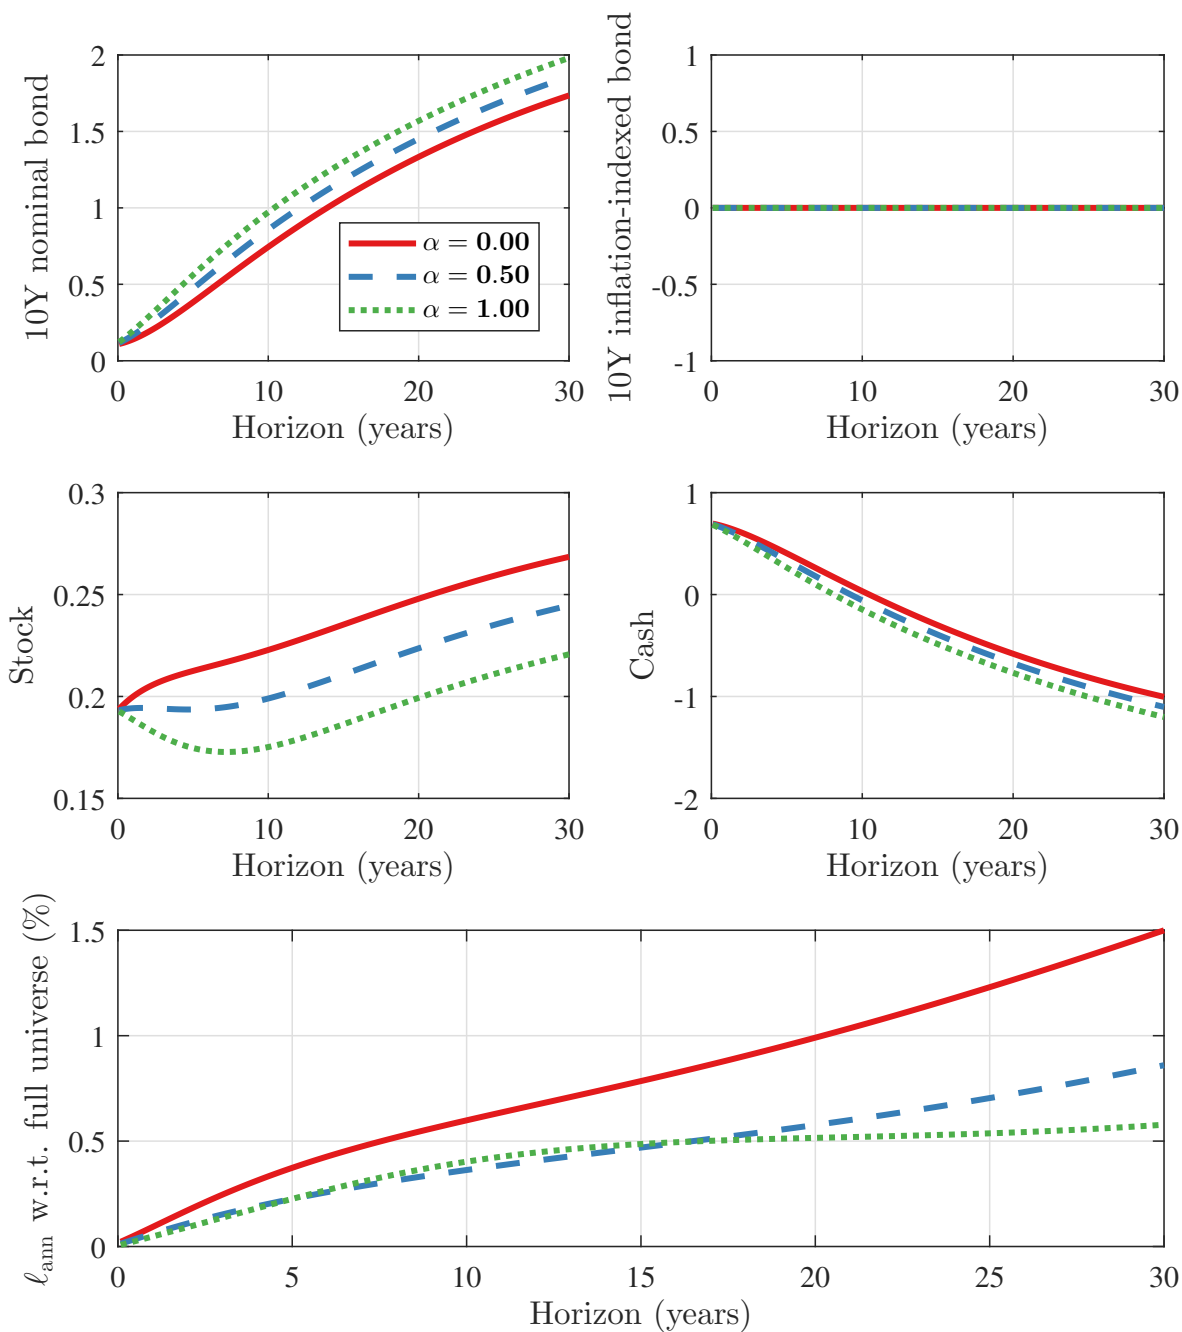 10Y nominal bond
2
1.5
1
0.5
0
0 10 20 30
Horizon (years)
α = 0.00
α = 0.50
α = 1.00
10Y inflation-indexed bond
1
0.5
0
-0.5
-1
0 10 20 30
Horizon (years)
Stock
0.3
0.25
0.2
0.15
0 10 20 30
Horizon (years)
Cash
1
0
-1
-2
0 10 20 30
Horizon (years)
ℓann w.r.t. full universe (%)
1.5
1
0.5
0
0 5 10 15 20 25 30
Horizon (years)